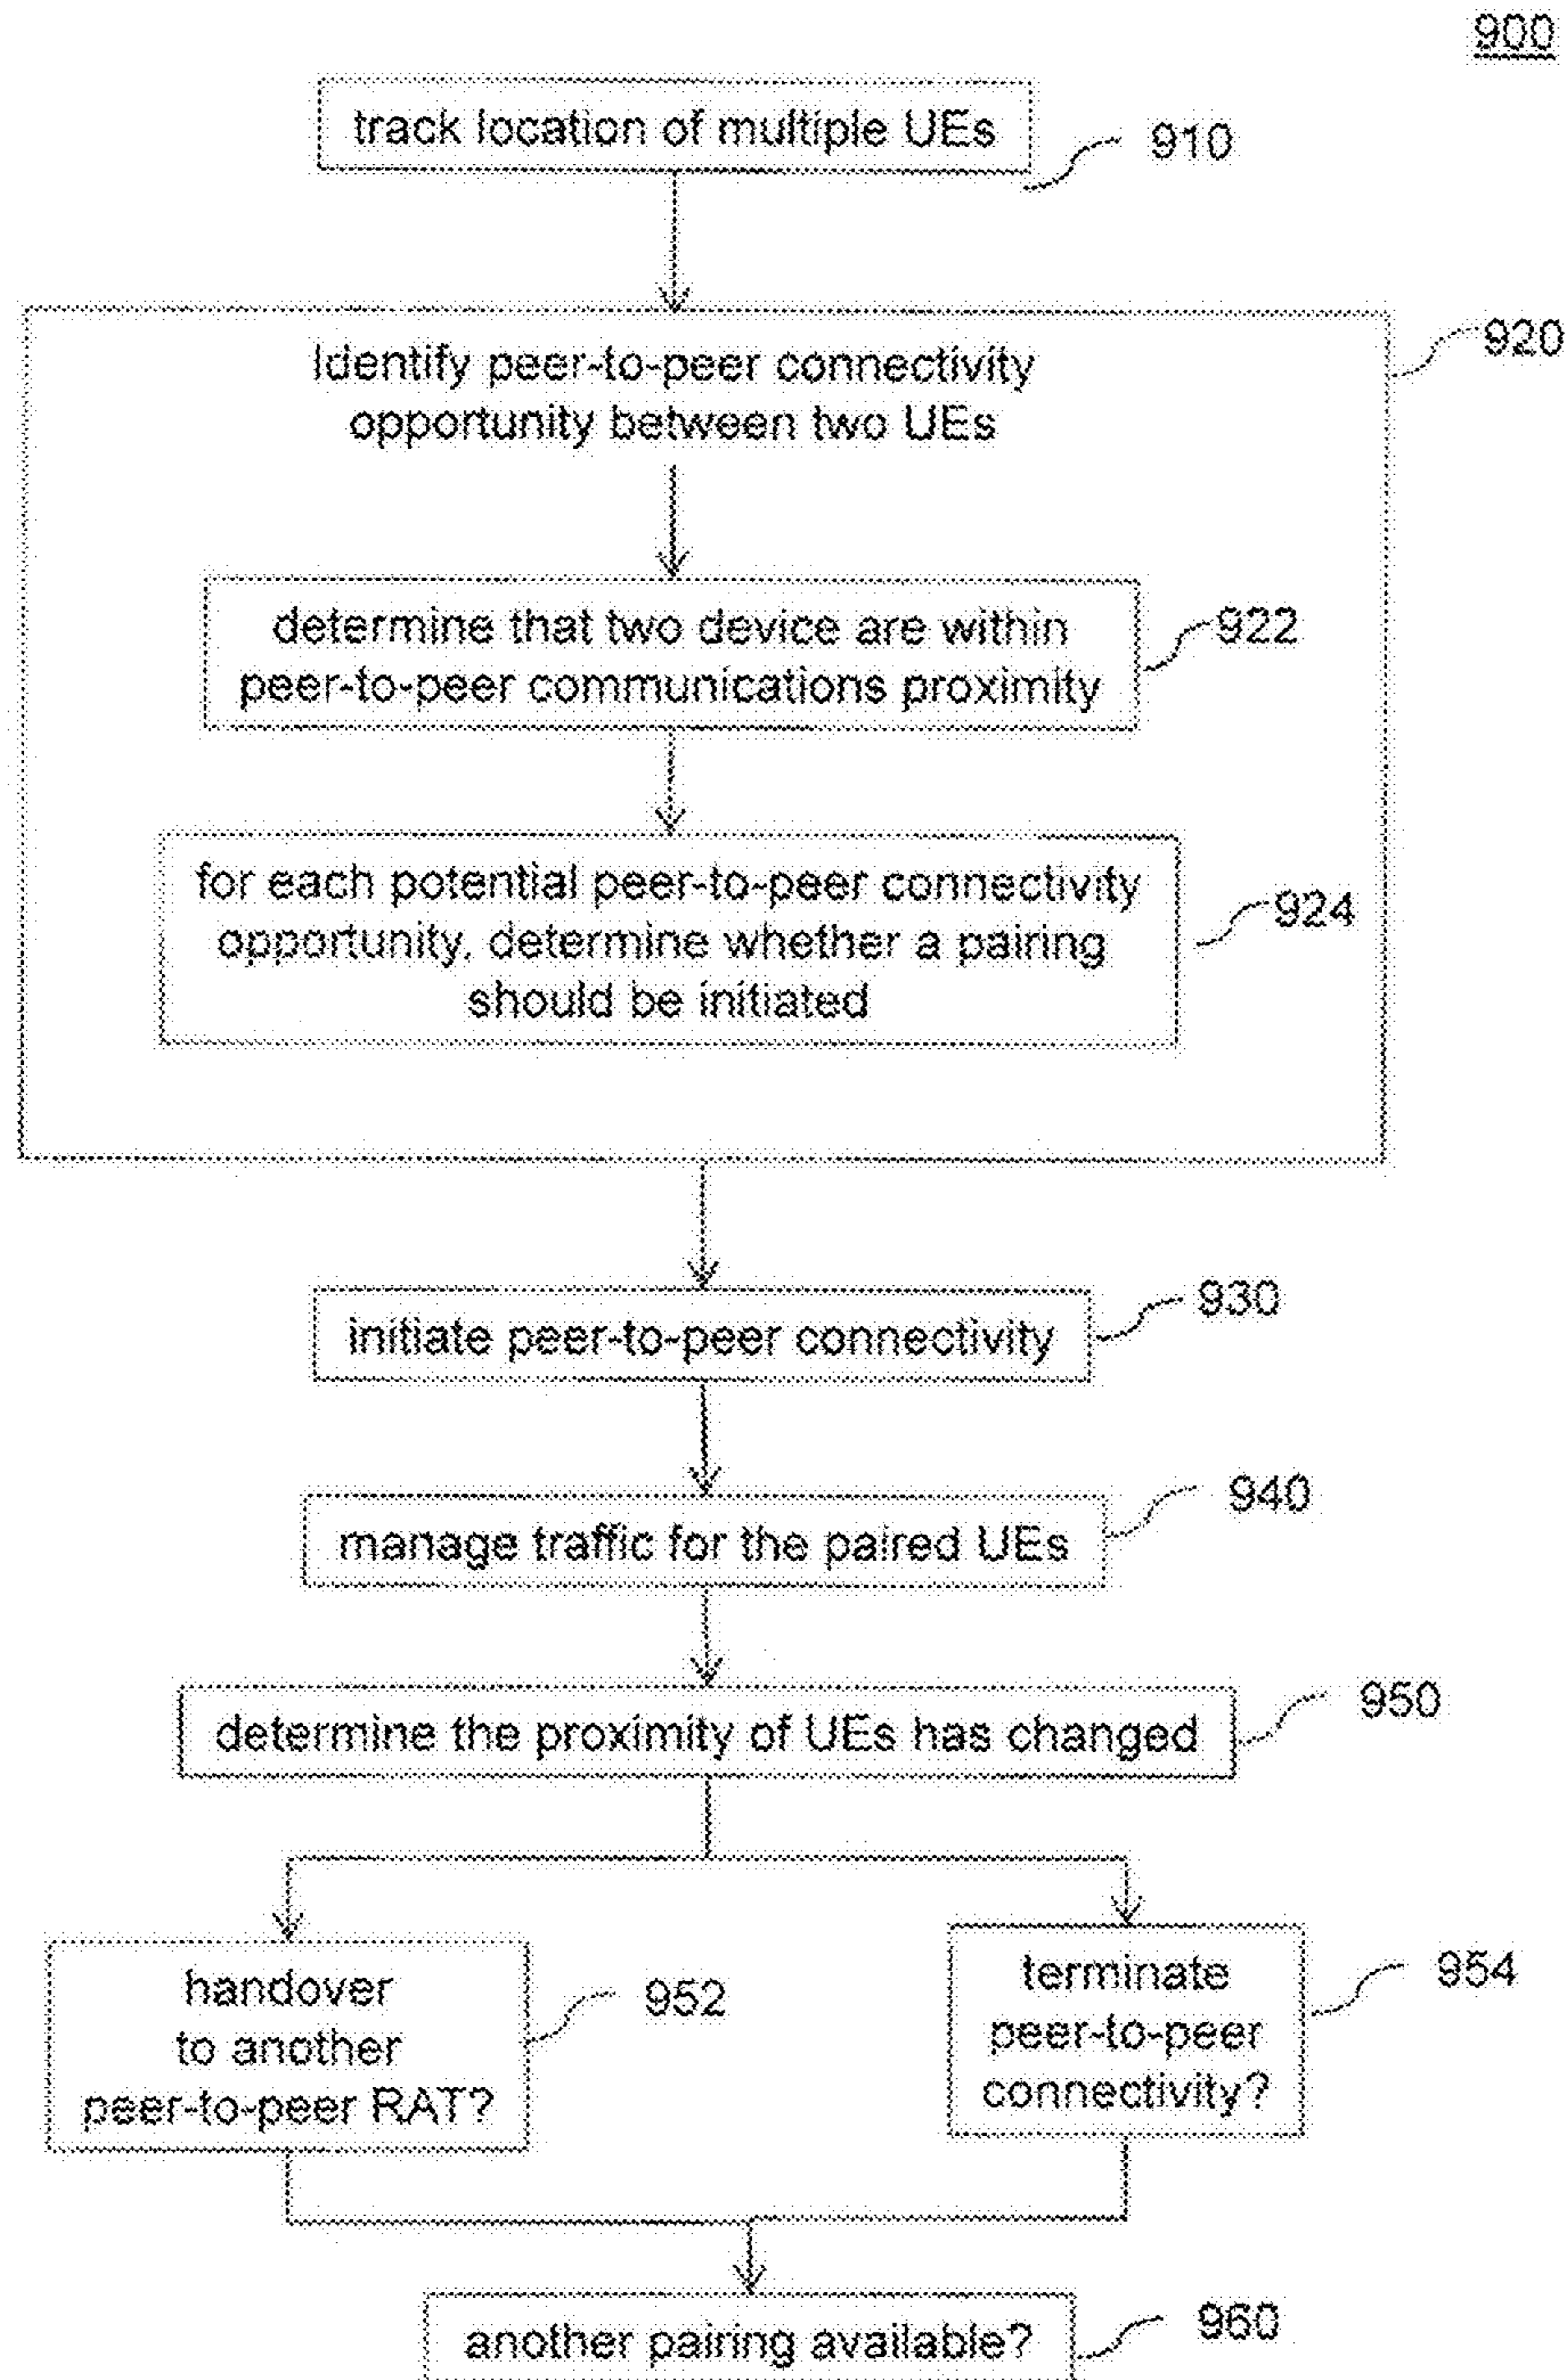 900
track location of multiple UEs
910
Identify peer-to-peer connectivity
opportunity between two UEs
920
determine that two device are within
peer-to-peer communications proximity
922
for each potential peer-to-peer connectivity
opportunity, determine whether a pairing
should be initiated
924
initiate peer-to-peer connectivity
930
manage traffic for the paired UEs
940
determine the proximity of UEs has changed
950
handover
to another
peer-to-peer RAT?
952
terminate
peer-to-peer
connectivity?
954
another pairing available?
960